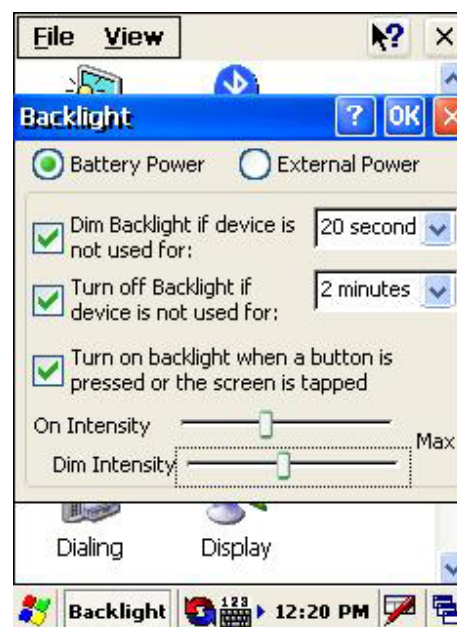 File View ?
Backlight ? OK
Battery Power External Power
Dim Backlight if device is
not used for:
20 second
Turn off Backlight if
device is not used for:
2 minutes
Turn on backlight when a button is
pressed or the screen is tapped
On Intensity
Max
Dim Intensity
Dialing Display
Backlight 123 12:20 PM